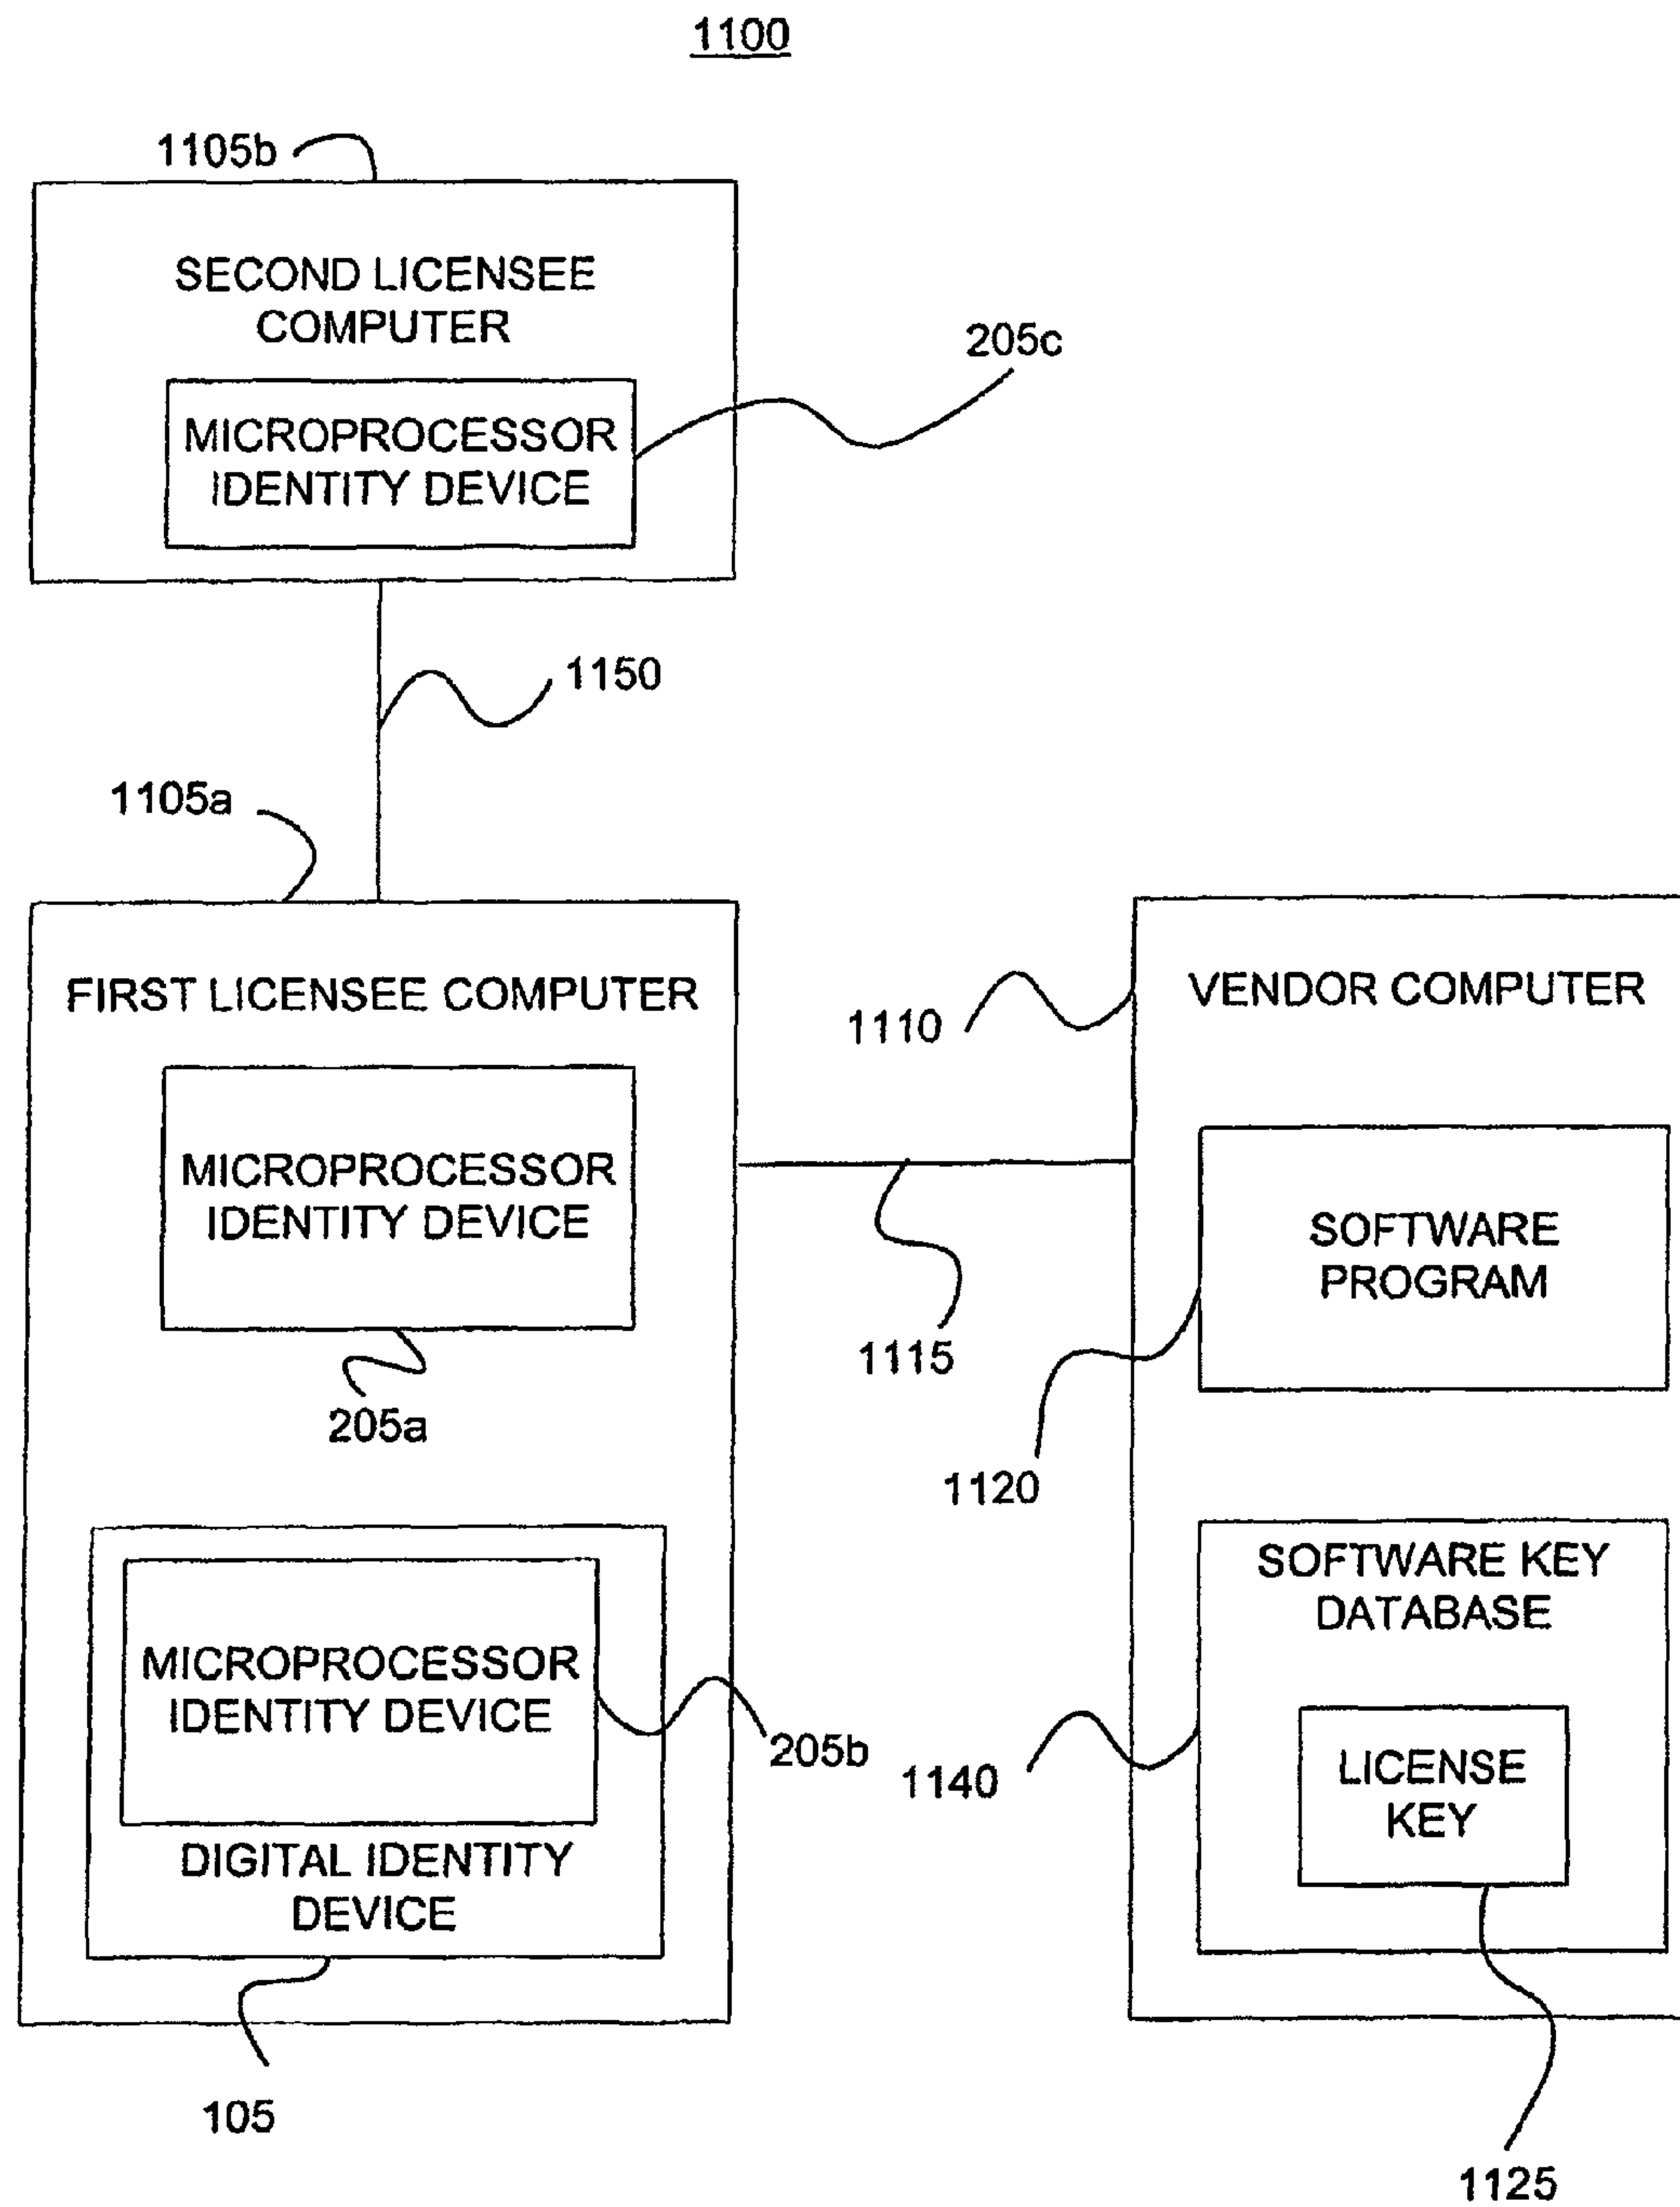 1100
1105b
SECOND LICENSEE
COMPUTER
205c
MICROPROCESSOR
IDENTITY DEVICE
1150
1105a
FIRST LICENSEE COMPUTER
MICROPROCESSOR
IDENTITY DEVICE
205a
MICROPROCESSOR
IDENTITY DEVICE
205b
DIGITAL IDENTITY
DEVICE
105
1110
VENDOR COMPUTER
1115
SOFTWARE
PROGRAM
1120
SOFTWARE KEY
DATABASE
1140
LICENSE
KEY
1125